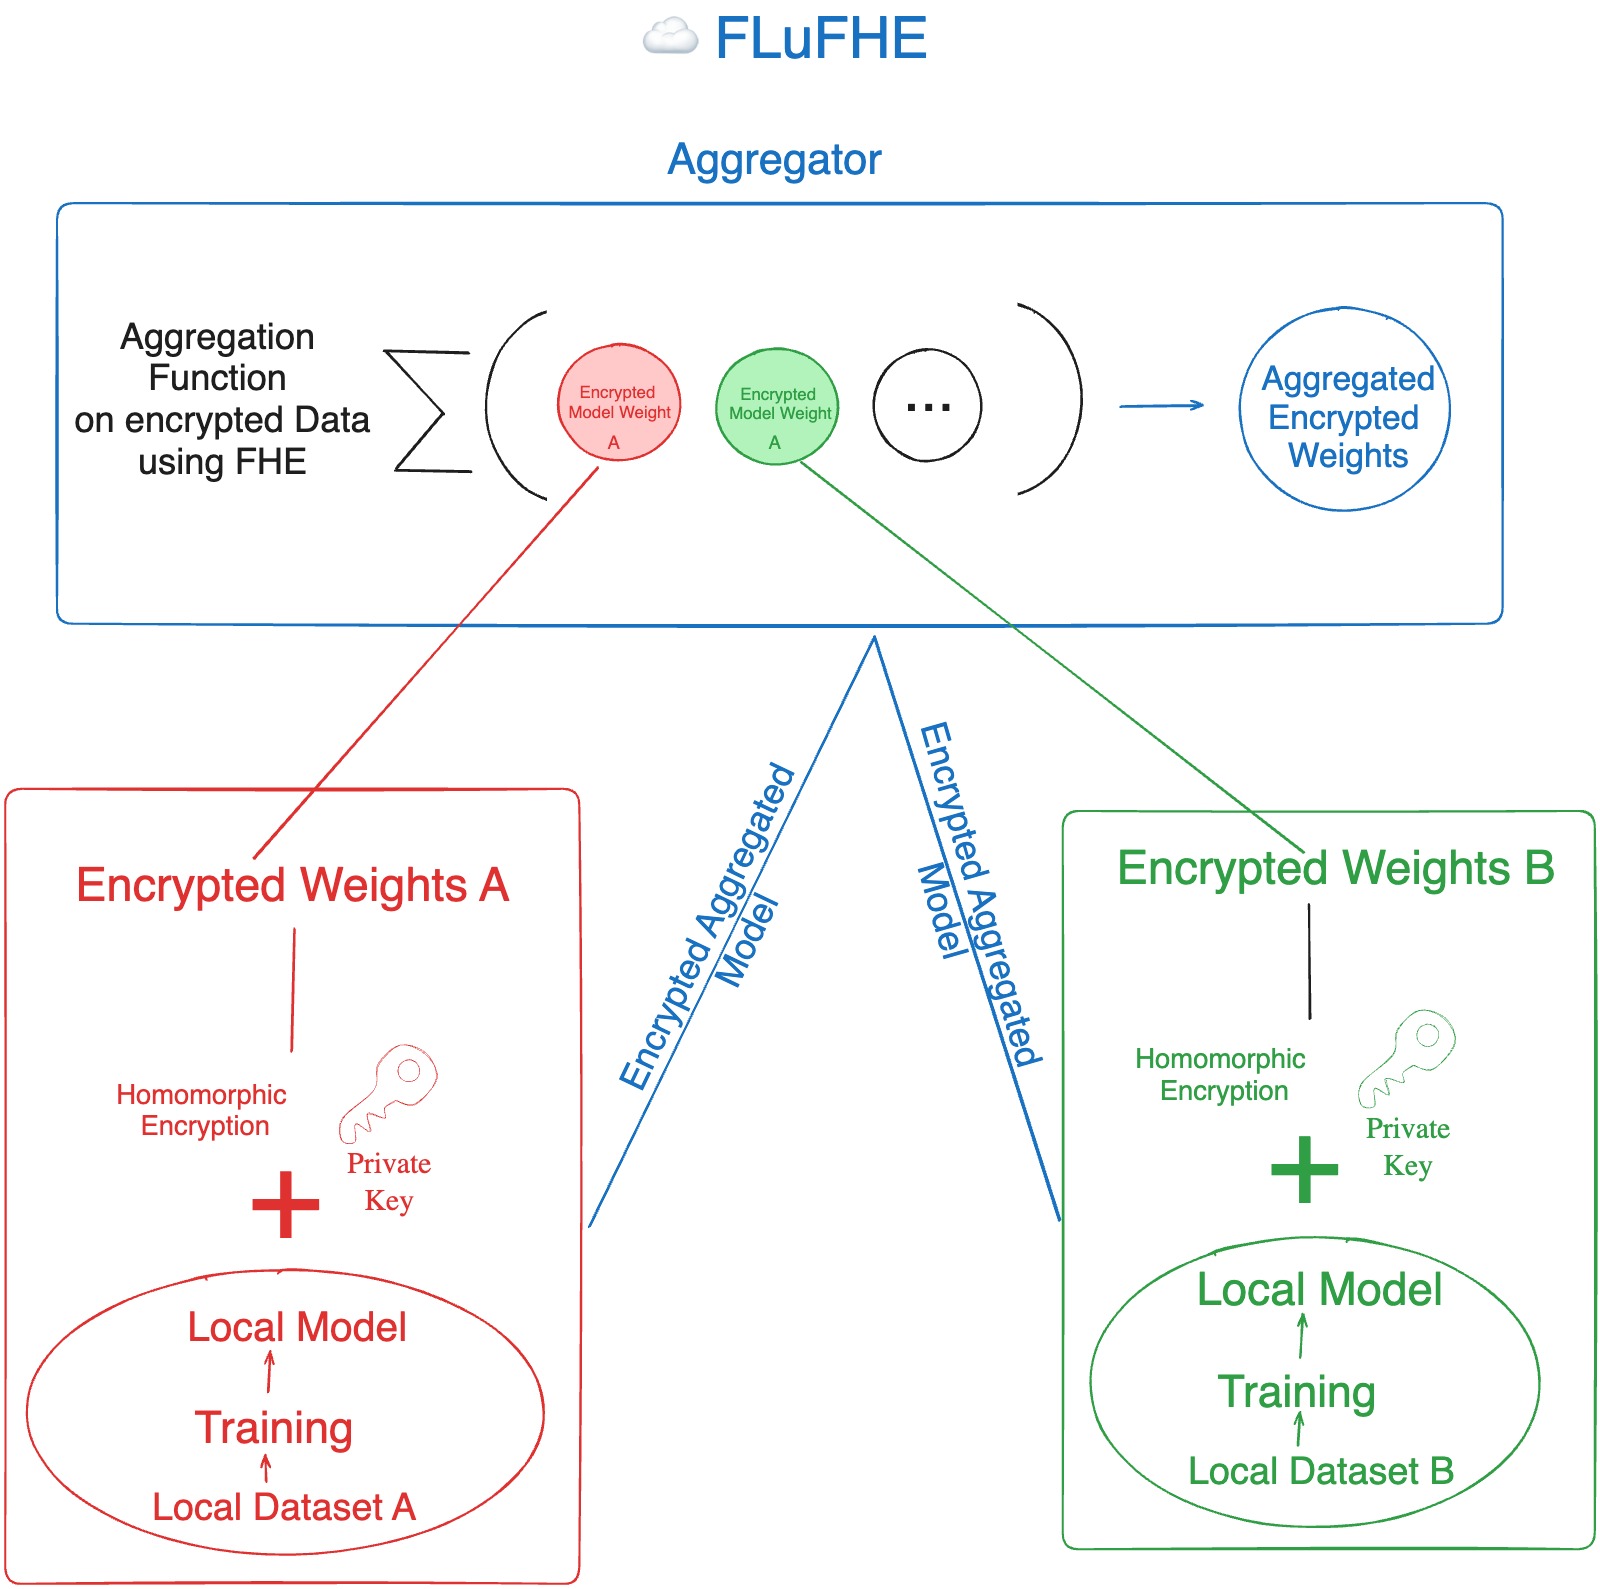 ☁️ FLuFHE
Aggregator
Aggregation
Function
on encrypted Data
using FHE
Encrypted
Model Weight
A
Encrypted
Model Weight
A
...
Aggregated
Encrypted
Weights
Encrypted Aggregated
Model
Encrypted Aggregated
Model
Encrypted Weights A
Homomorphic
Encryption
Private
Key
+
Local Model
Training
Local Dataset A
Encrypted Weights B
Homomorphic
Encryption
Private
Key
+
Local Model
Training
Local Dataset B